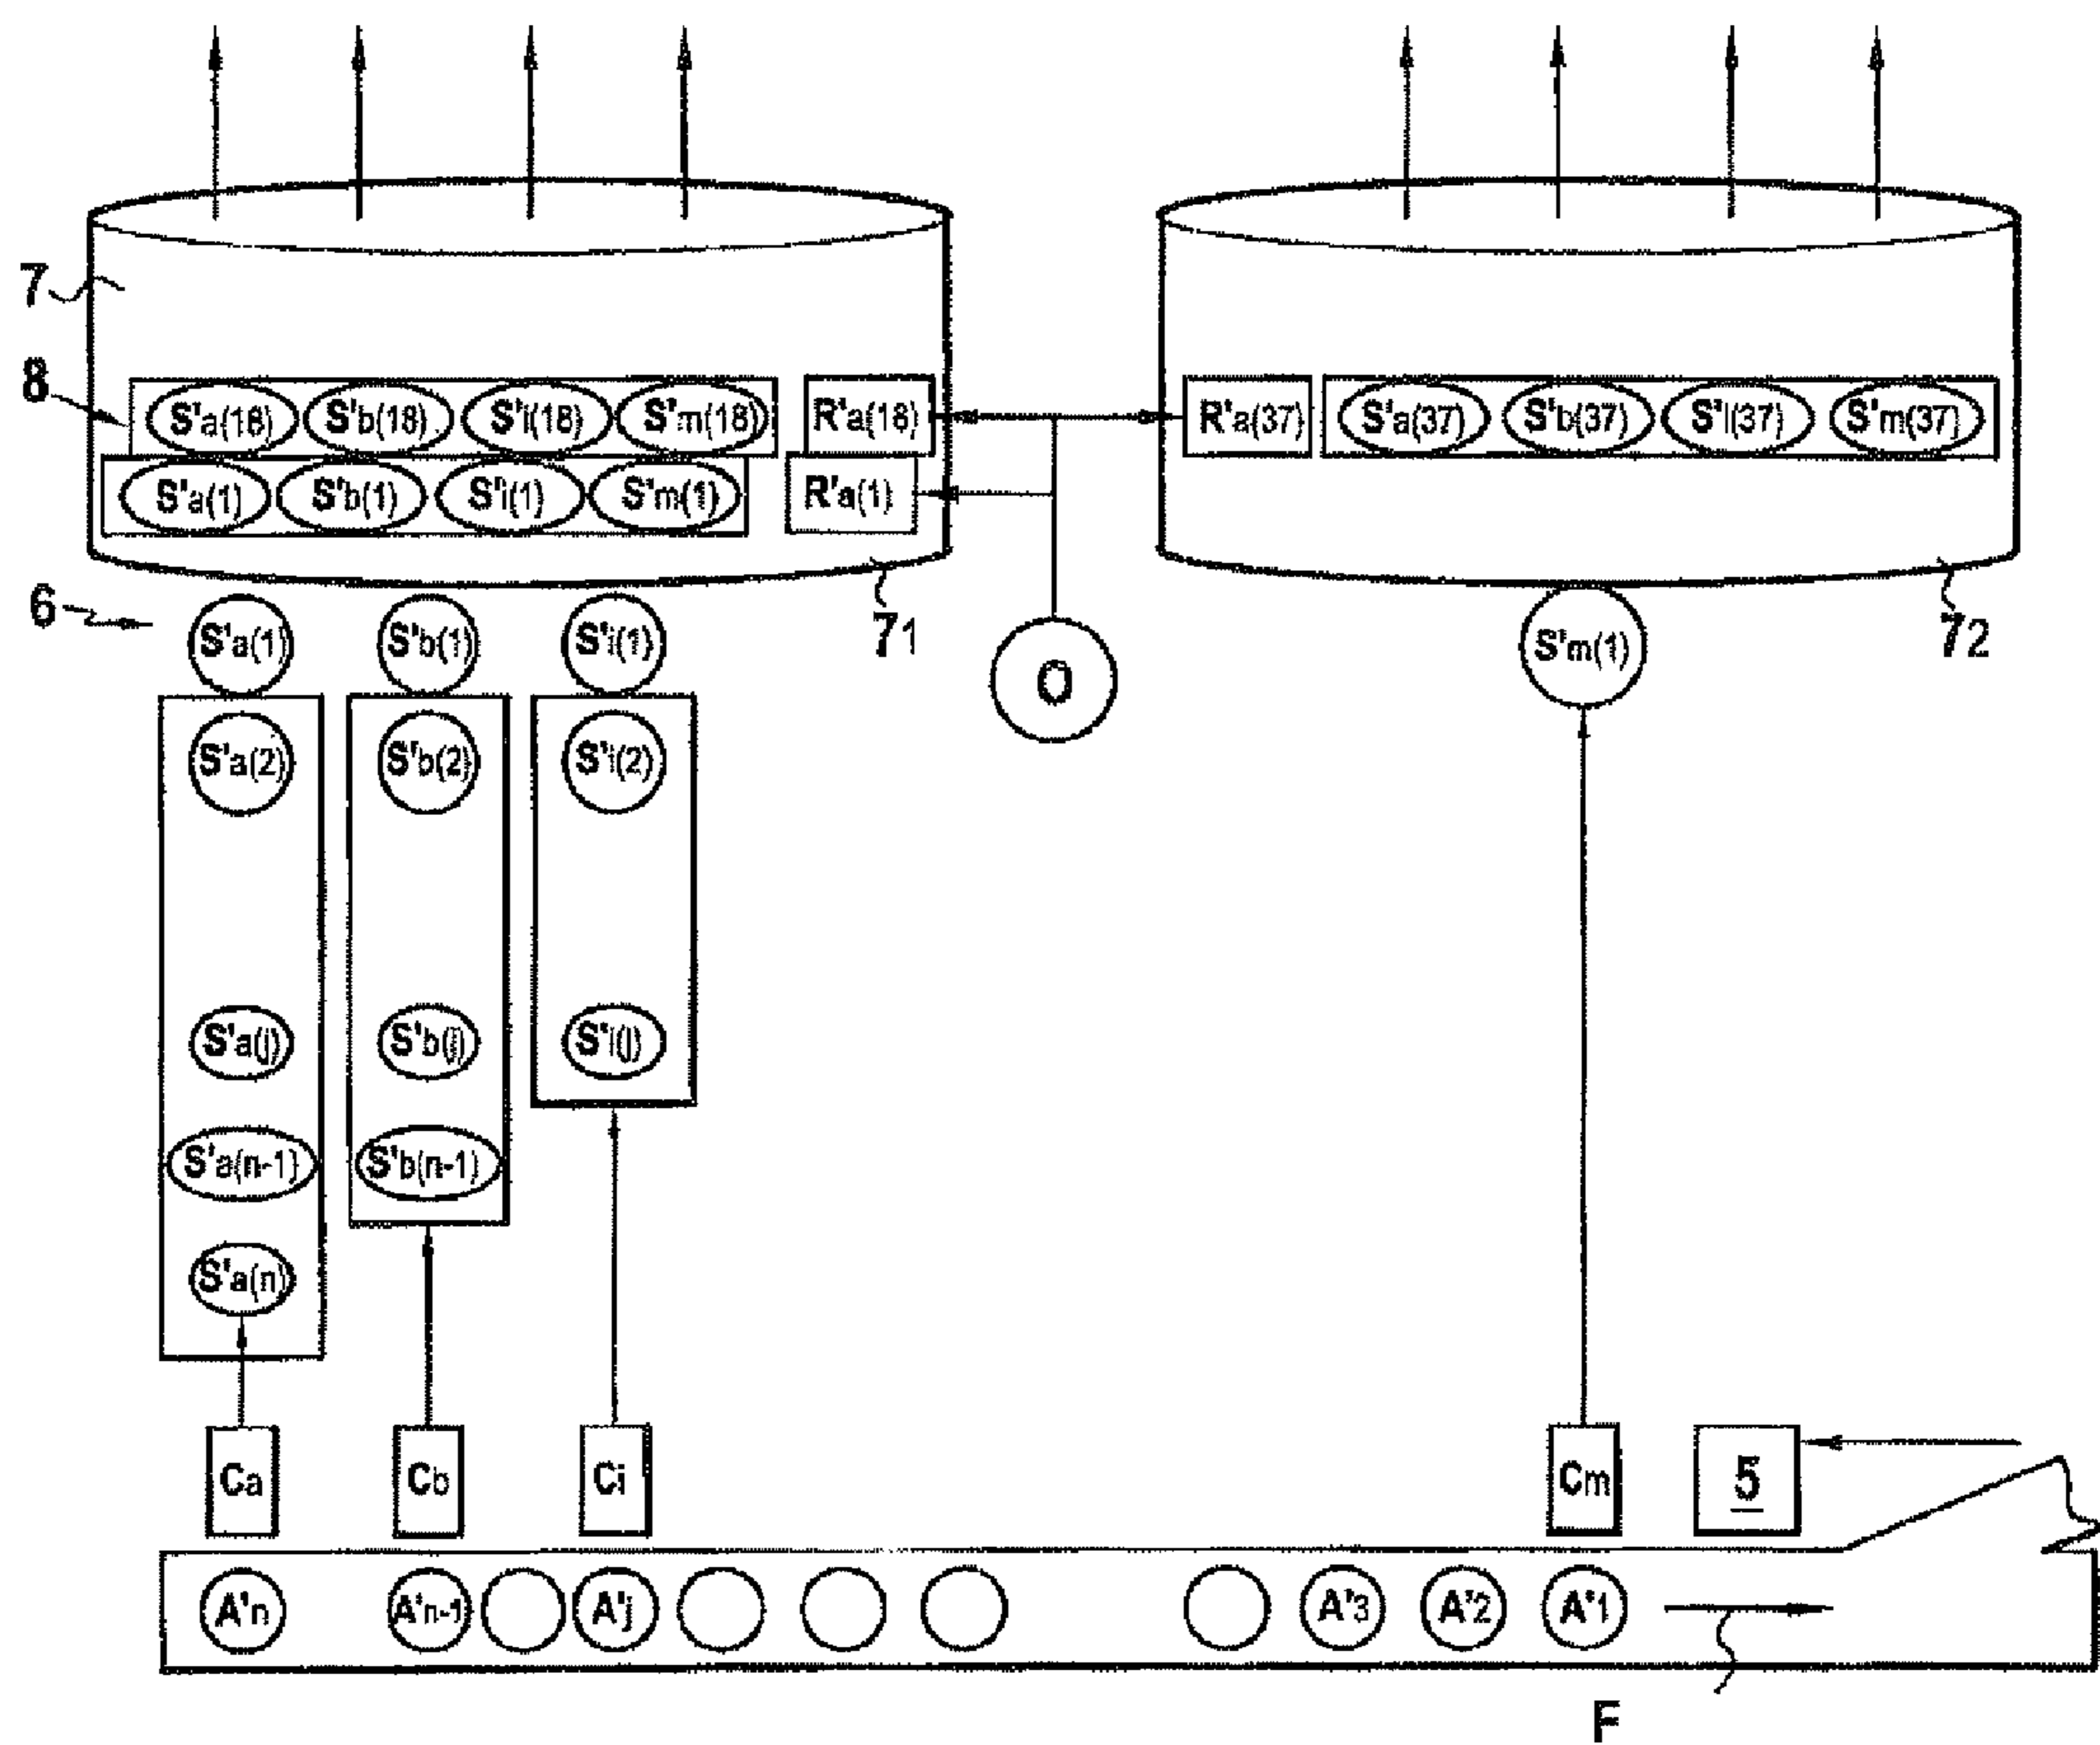 7
8
S'a(18) S'b(18) S'i(18) S'm(18) R'a(18)
R'a(37) S'a(37) S'b(37) S'i(37) S'm(37)
S'a(1) S'b(1) S'i(1) S'm(1) R'a(1)
71
72
6
S'a(1) S'b(1) S'i(1) O S'm(1)
S'a(2) S'b(2) S'i(2)
S'a(j) S'b(j) S'i(j)
S'a(n-1) S'b(n-1)
S'a(n)
Ca Cb Ci Cm 5
A'n A'n-1 A'j A'3 A'2 A'1
F